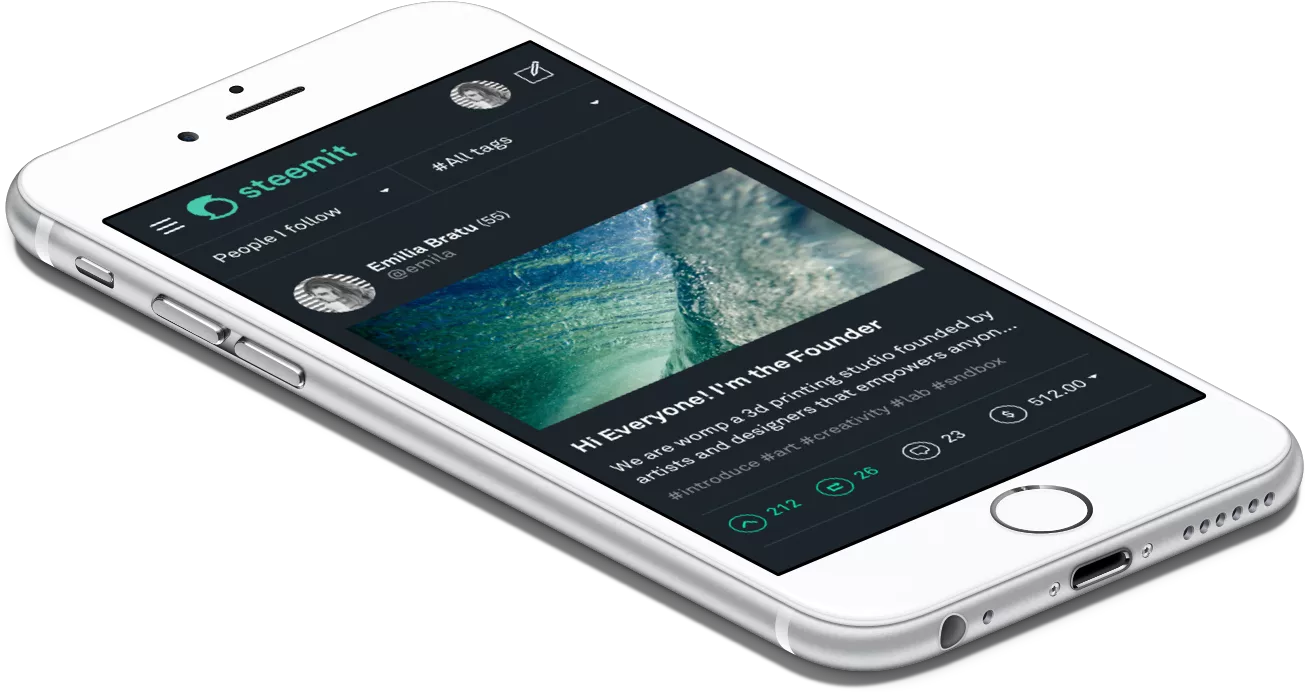 steemit
People I follow
#All tags
Emilia Bratu (55)
@emila
Hi Everyone! I'm the Founder
We are womp a 3d printing studio founded by
artists and designers that empowers anyon...
#introduce #art #creativity #lab #sndbox
212
26
23
$ 512.00